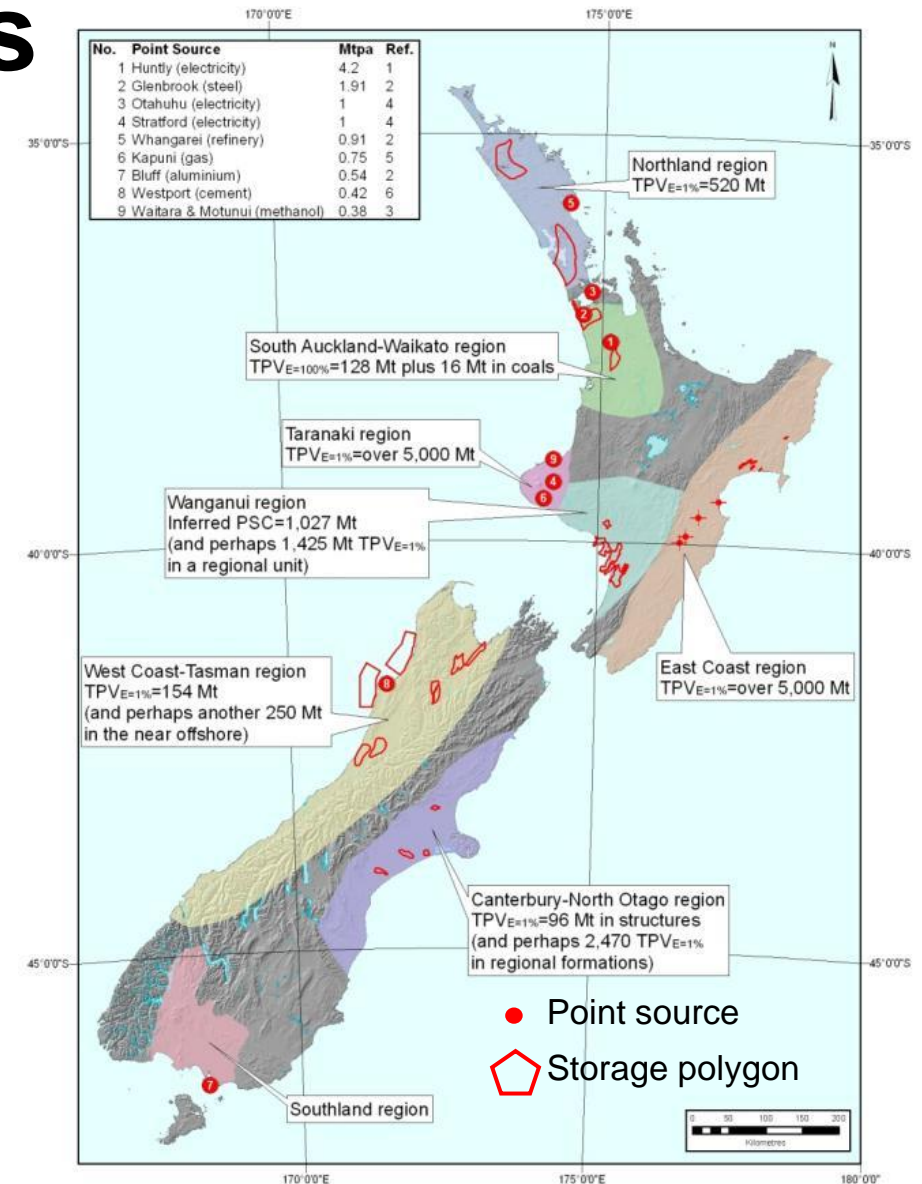 s
170°0'0"E 175°0'0"E
No. Point Source Mtpa Ref.
1 Huntly (electricity) 4.2 1
2 Glenbrook (steel) 1.91 2
3 Otahuhu (electricity) 1 4
4 Stratford (electricity) 1 4
5 Whangarei (refinery) 0.91 2
6 Kapuni (gas) 0.75 5
7 Bluff (aluminium) 0.54 2
8 Westport (cement) 0.42 6
9 Waitara & Motunui (methanol) 0.38 3
N
35°0'0"S 35°0'0"S
Northland region
TPVE=1%=520 Mt
5
3
2
1
South Auckland-Waikato region
TPVE=100%=128 Mt plus 16 Mt in coals
Taranaki region
TPVE=1%=over 5,000 Mt
9
4
6
Wanganui region
Inferred PSC=1,027 Mt
(and perhaps 1,425 Mt TPVE=1%
in a regional unit)
40°0'0"S 40°0'0"S
East Coast region
TPVE=1%=over 5,000 Mt
West Coast-Tasman region
TPVE=1%=154 Mt
(and perhaps another 250 Mt
in the near offshore)
8
Canterbury-North Otago region
TPVE=1%=96 Mt in structures
(and perhaps 2,470 TPVE=1%
in regional formations)
45°0'0"S 45°0'0"S
Point source
Storage polygon
7
Southland region
0 50 100 150 200
Kilometres
170°0'0"E 175°0'0"E 180°0'0"E